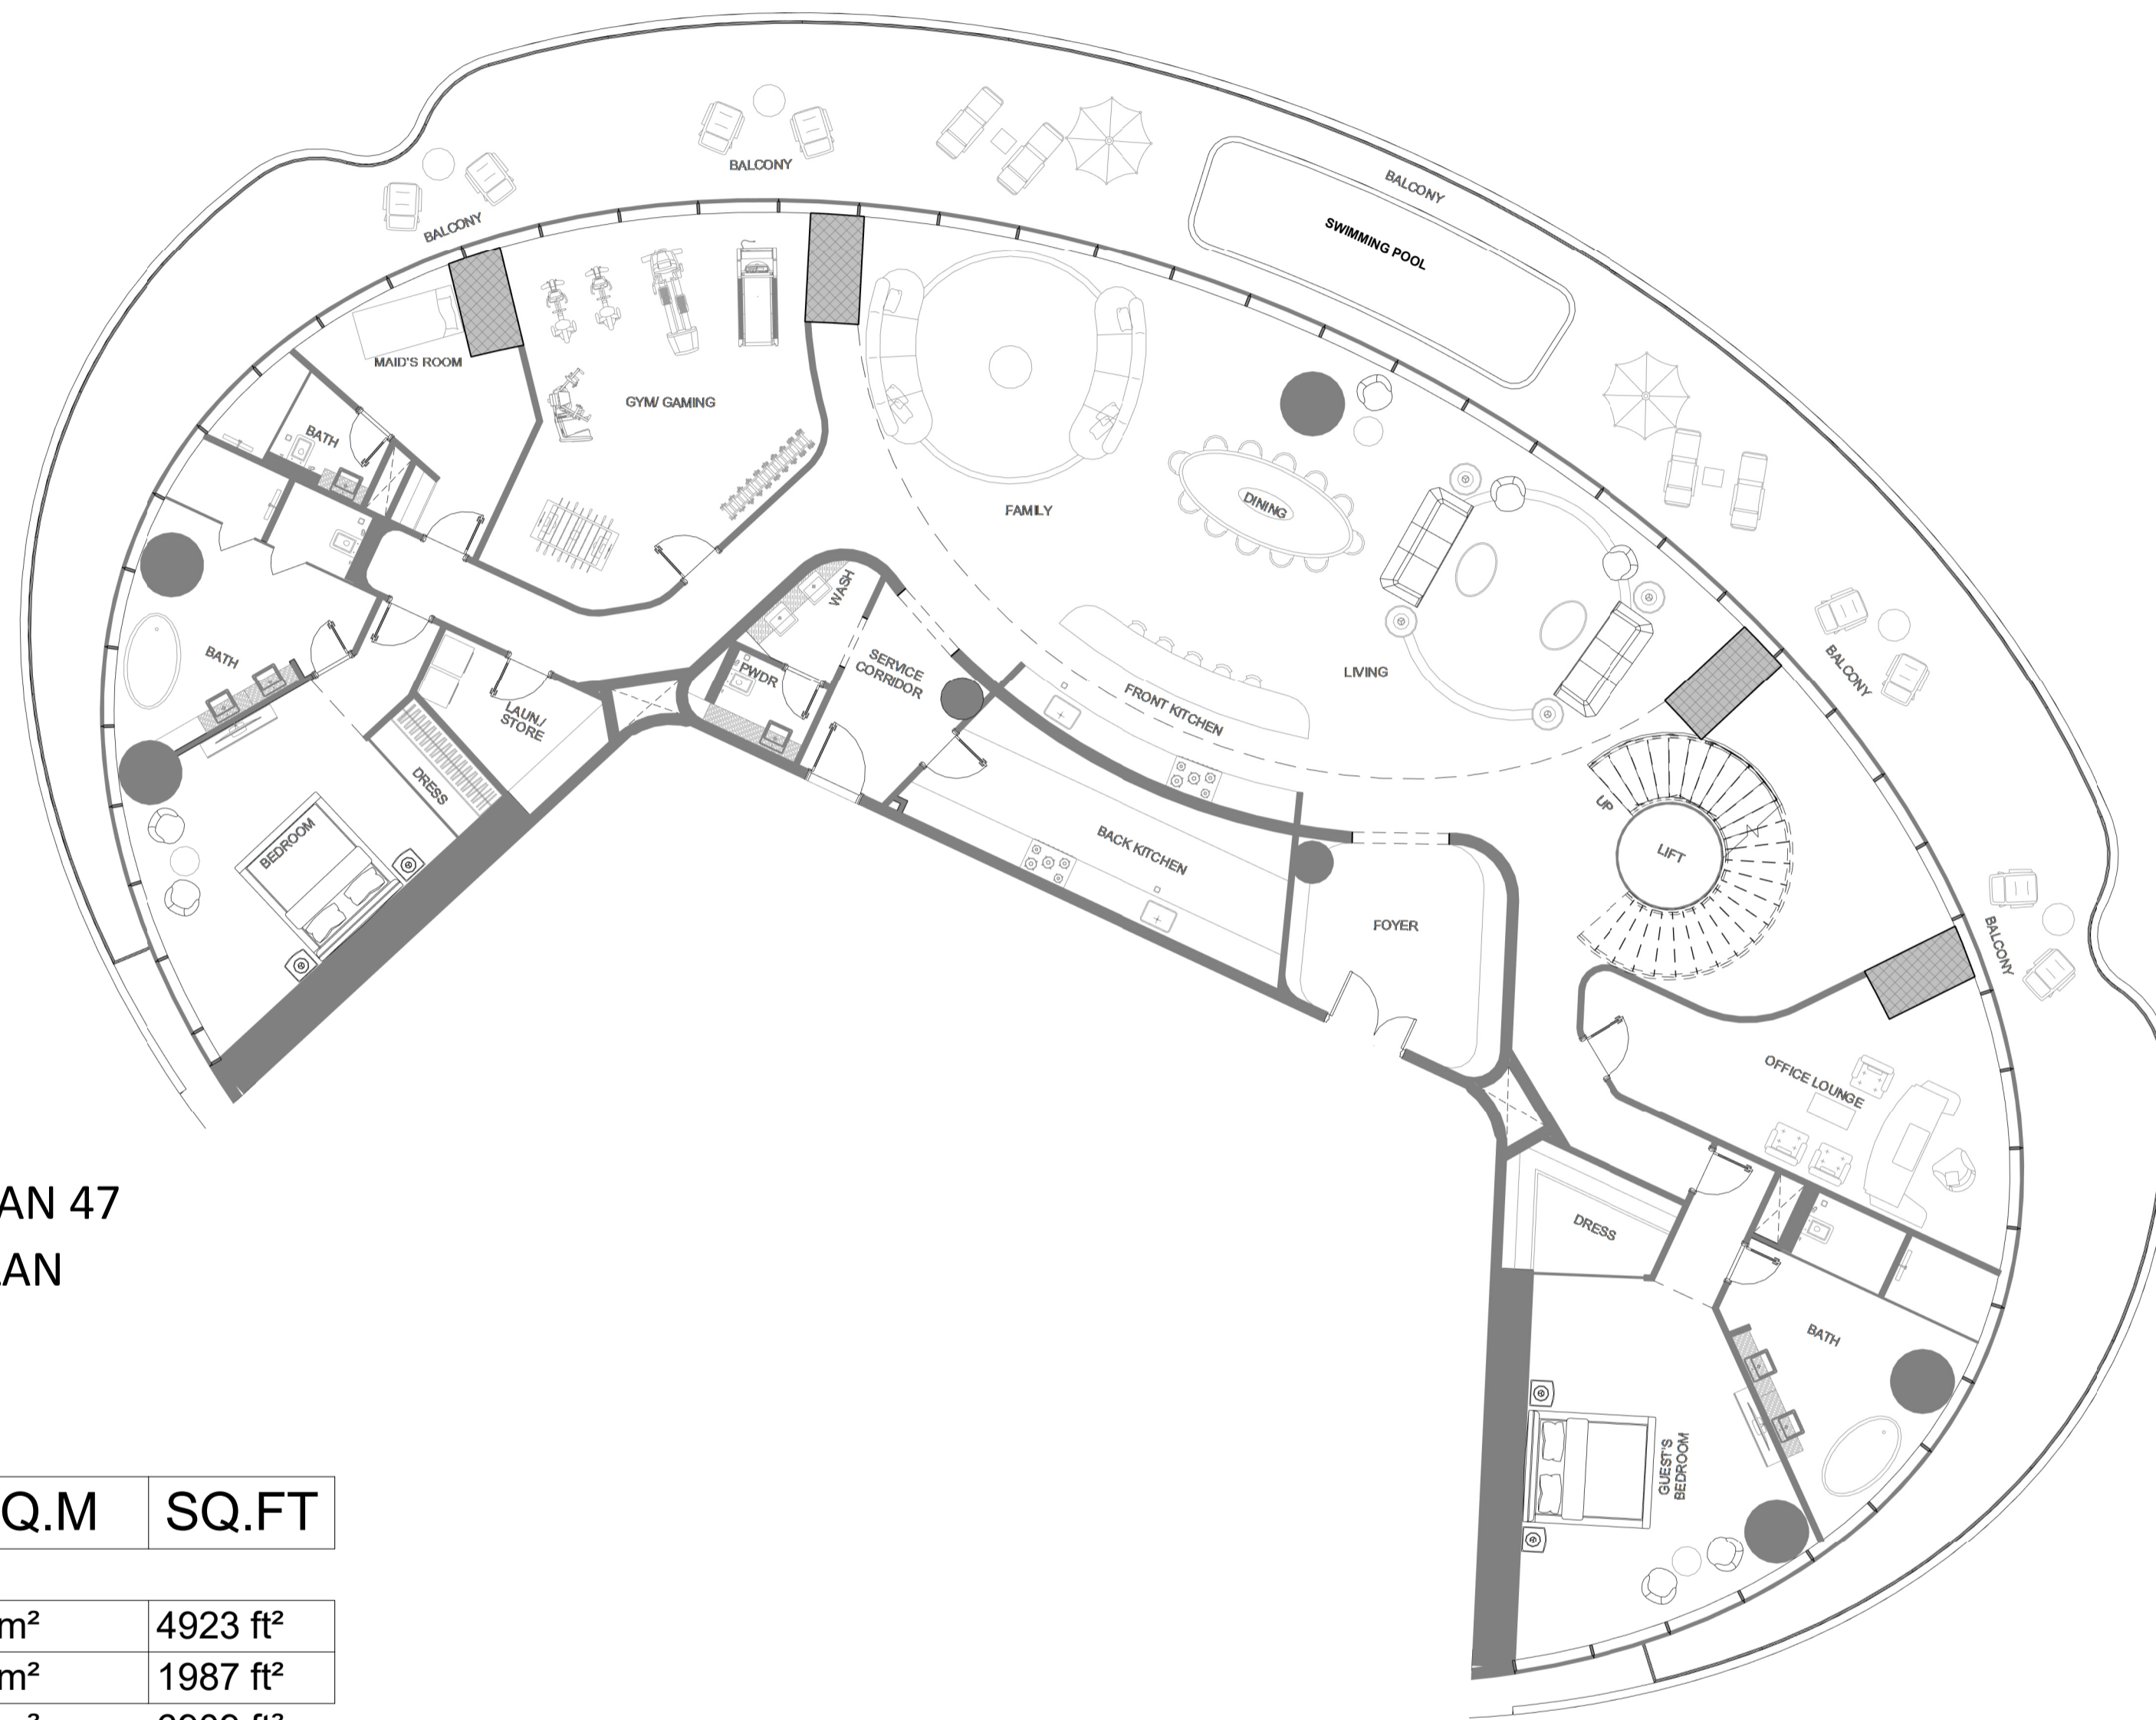 BALCONY
BALCONY
BALCONY
SWIMMING POOL
MAID'S ROOM
GYM/ GAMING
BATH
FAMILY
DINING
WASH
SERVICE
CORRIDOR
PWDR
BATH
LAUN./
STORE
DRESS
BEDROOM
FRONT KITCHEN
LIVING
BALCONY
UP
LIFT
BACK KITCHEN
FOYER
BALCONY
OFFICE LOUNGE
DRESS
BATH
GUEST'S
BEDROOM
AN 47
AN
Q.M SQ.FT
m² 4923 ft²
m² 1987 ft²